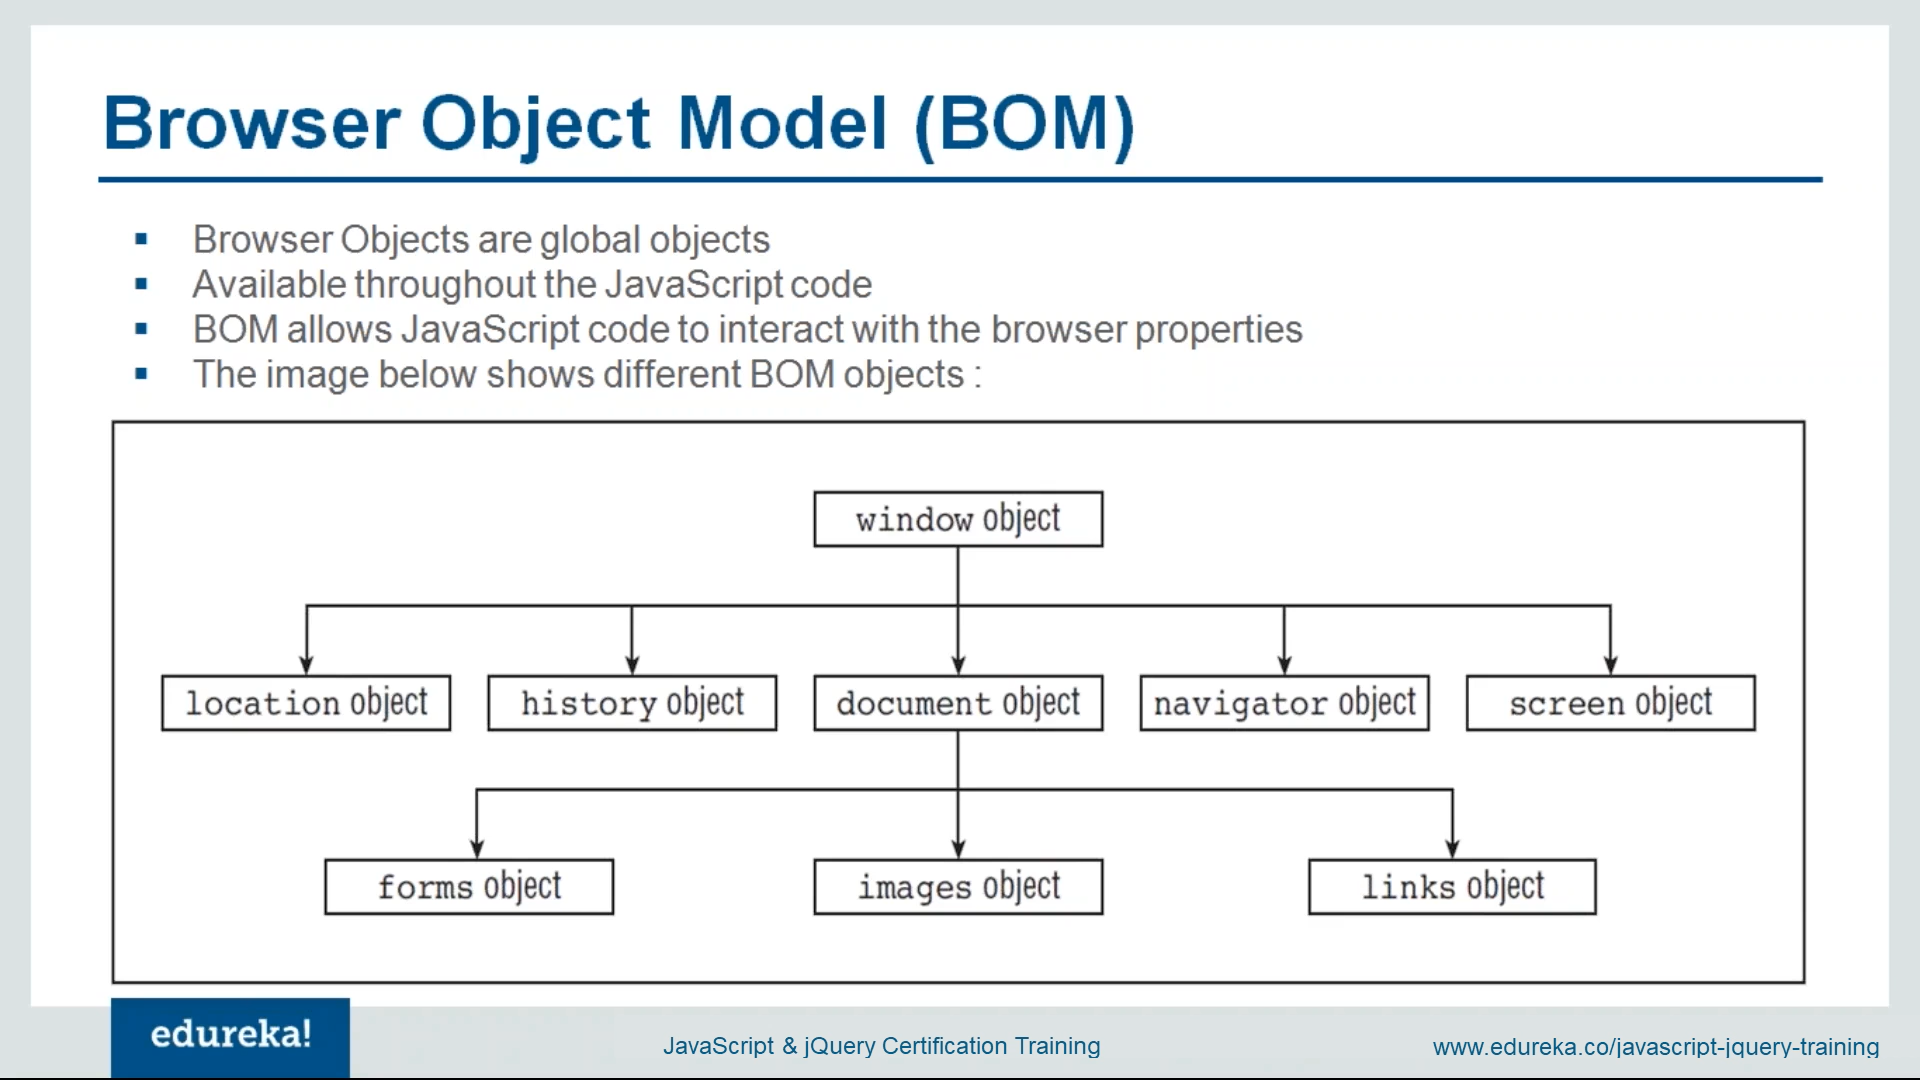 Browser Object Model (BOM)
▪ Browser Objects are global objects
▪ Available throughout the JavaScript code
▪ BOM allows JavaScript code to interact with the browser properties
▪ The image below shows different BOM objects :
window object
location object
history object
document object
navigator object
screen object
forms object
images object
links object
edureka!
JavaScript & jQuery Certification Training
www.edureka.co/javascript-jquery-training